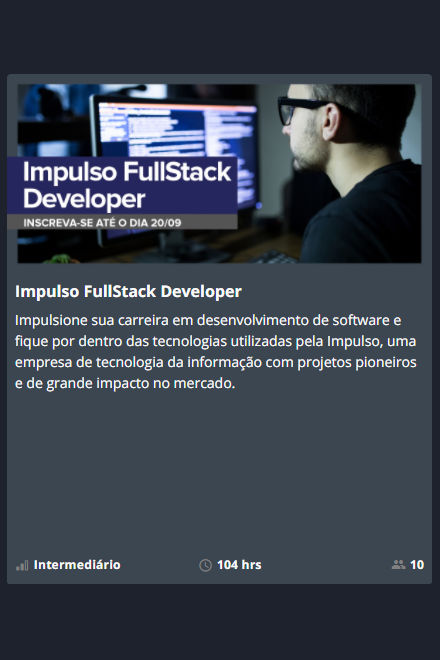 Impulso FullStack
Developer
INSCREVA-SE ATÉ O DIA 20/09
Impulso FullStack Developer
Impulsione sua carreira em desenvolvimento de software e
fique por dentro das tecnologias utilizadas pela Impulso, uma
empresa de tecnologia da informação com projetos pioneiros
e de grande impacto no mercado.
Intermediário
104 hrs
10